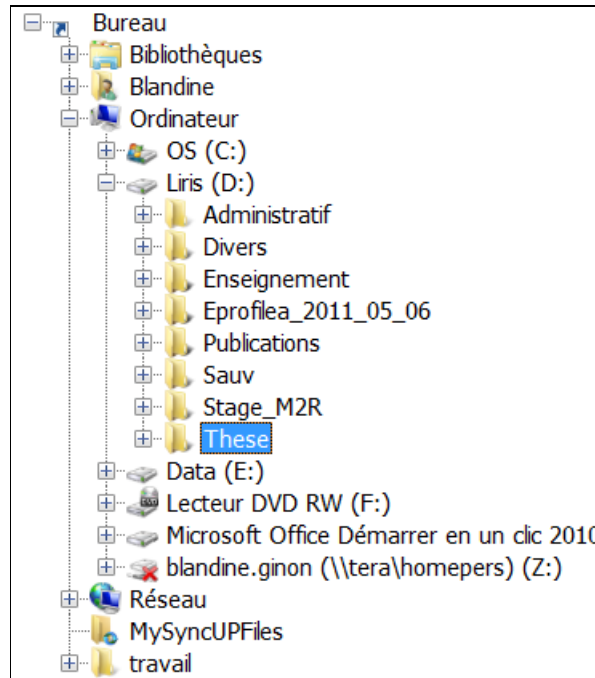 Bureau
Bibliothèques
Blandine
Ordinateur
OS (C:)
Liris (D:)
Administratif
Divers
Enseignement
Eprofilea_2011_05_06
Publications
Sauv
Stage_M2R
These
Data (E:)
Lecteur DVD RW (F:)
Microsoft Office Démarrer en un clic 2010
blandine.ginon (\\tera\homepers) (Z:)
Réseau
MySyncUPFiles
travail